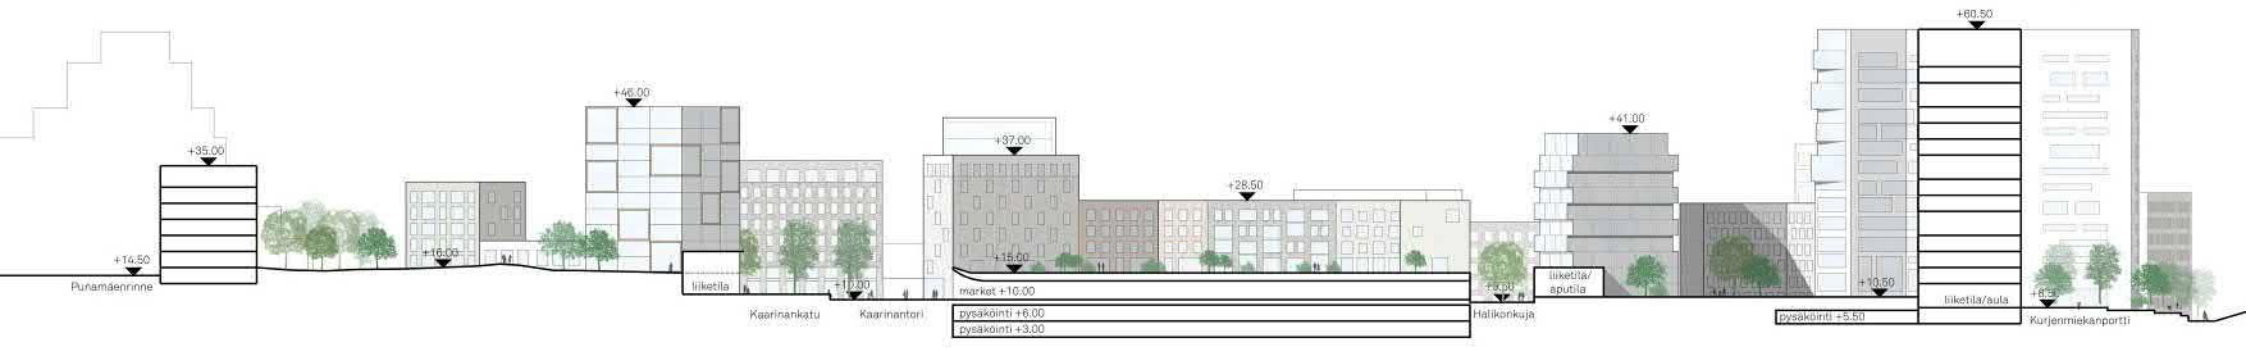 +60.50
+46.00
+41.00
+37.00
+35.00
+28.50
+16.00
+15.00
+14.50
Punamäenrinne
liiketila
+10.00
market +10.00
liiketila/
aputila
+10.50
liiketila/aula
Kaarinankatu
Kaarinantori
pysäköinti +6.00
pysäköinti +3.00
Halikonkuja
pysäköinti +5.50
Kurjenmiekanportti